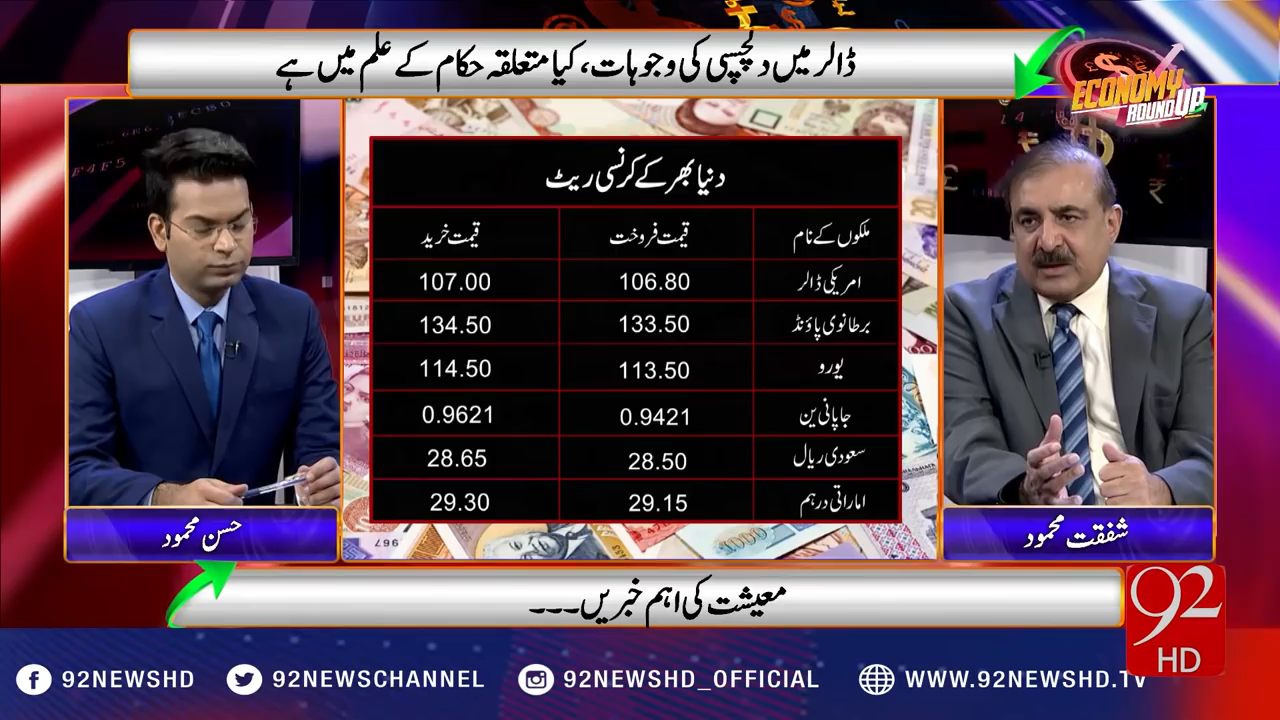 ڈالر میں دلچسپی کی وجوہات، کیا متعلقہ حکام کے علم میں ہے
ECONOMY
ROUNDUP
دنیا بھر کے کرنسی ریٹ
ملکوں کے نام قیمت فروخت قیمت خرید
امریکی ڈالر 106.80 107.00
برطانوی پاؤنڈ 133.50 134.50
یورو 113.50 114.50
جاپانی ین 0.9421 0.9621
سعودی ریال 28.50 28.65
اماراتی درہم 29.15 29.30
شفقت محمود
حسن محمود
معیشت کی اہم خبریں۔۔۔
92
HD
92NEWSHD 92NEWSCHANNEL 92NEWSHD_OFFICIAL WWW.92NEWSHD.TV